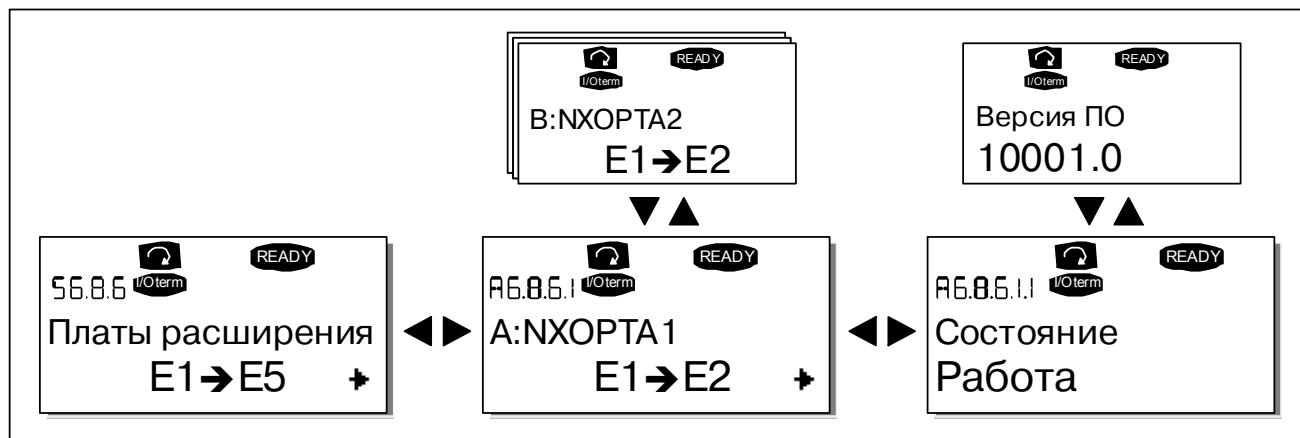 READY
I/Oterm
B:NXOPTA2
E1➔E2
READY
I/Oterm
Версия ПО
10001.0
READY
S6.8.6 I/Oterm
Платы расширения
E1➔E5
READY
A6.8.6.1 I/Oterm
A:NXOPTA1
E1➔E2
READY
A6.8.6.1.1 I/Oterm
Состояние
Работа